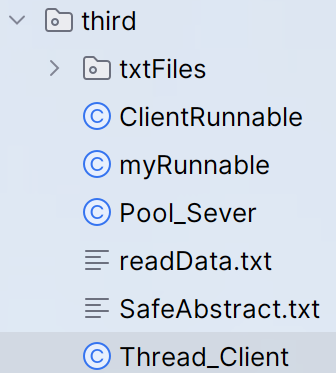 third
txtFiles
ClientRunnable
myRunnable
Pool_Sever
readData.txt
SafeAbstract.txt
Thread_Client